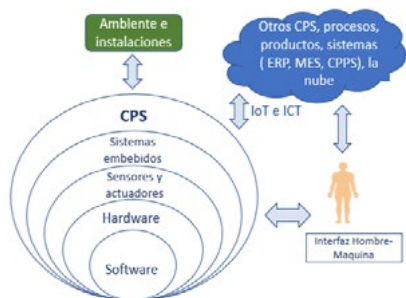 Ambiente e
instalaciones
Otros CPS, procesos,
productos, sistemas
( ERP, MES, CPPS), la
nube
IoT e ICT
CPS
Sistemas
embebidos
Sensores y
actuadores
Hardware
Software
Interfaz Hombre-
Maquina